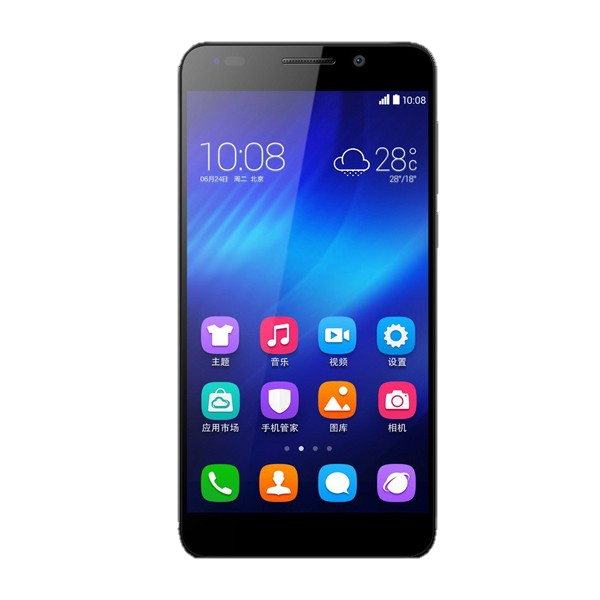 10:08
10:08
28°
06月24日 周二 北京
28°/18°
主题
音乐
视频
设置
应用市场
手机管家
图库
相机